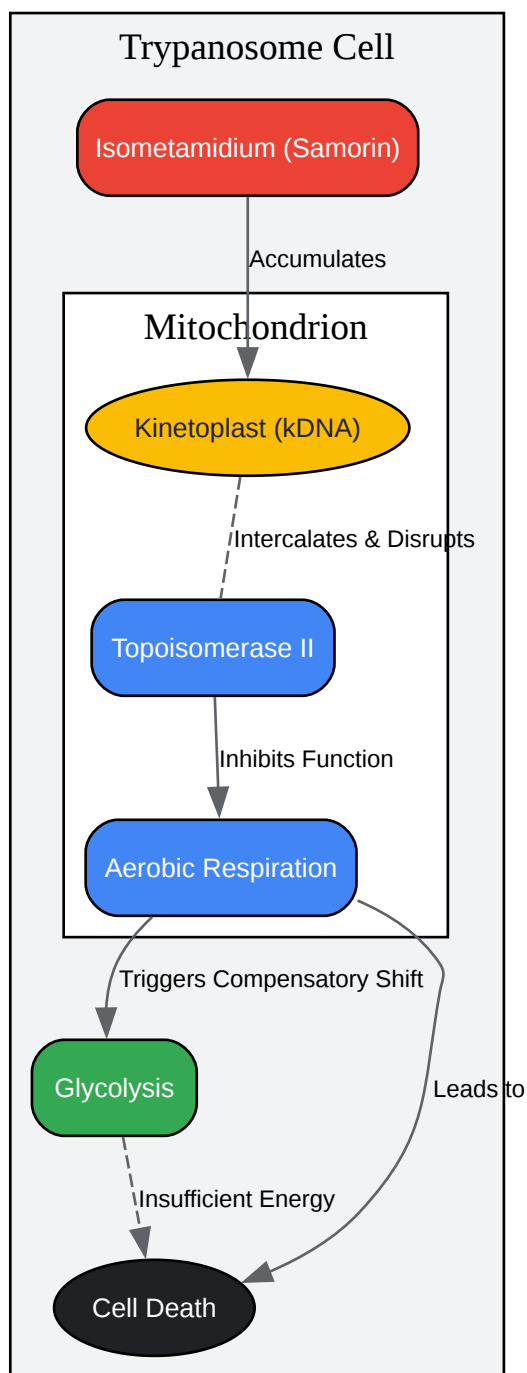 Trypanosome Cell
Isometamidium (Samorin)
Accumulates
Mitochondrion
Kinetoplast (kDNA)
Intercalates & Disrupts
Topoisomerase II
Inhibits Function
Aerobic Respiration
Triggers Compensatory Shift
Glycolysis
Leads to
Insufficient Energy
Cell Death